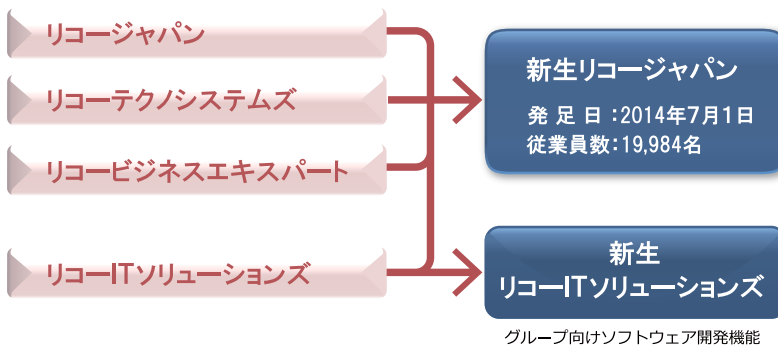 リコージャパン
リコーテクノシステムズ
リコービジネスエキスパート
リコーITソリューションズ
新生リコージャパン
発 足 日 :2014年7月1日
従業員数:19,984名
新生
リコーITソリューションズ
グループ向けソフトウェア開発機能